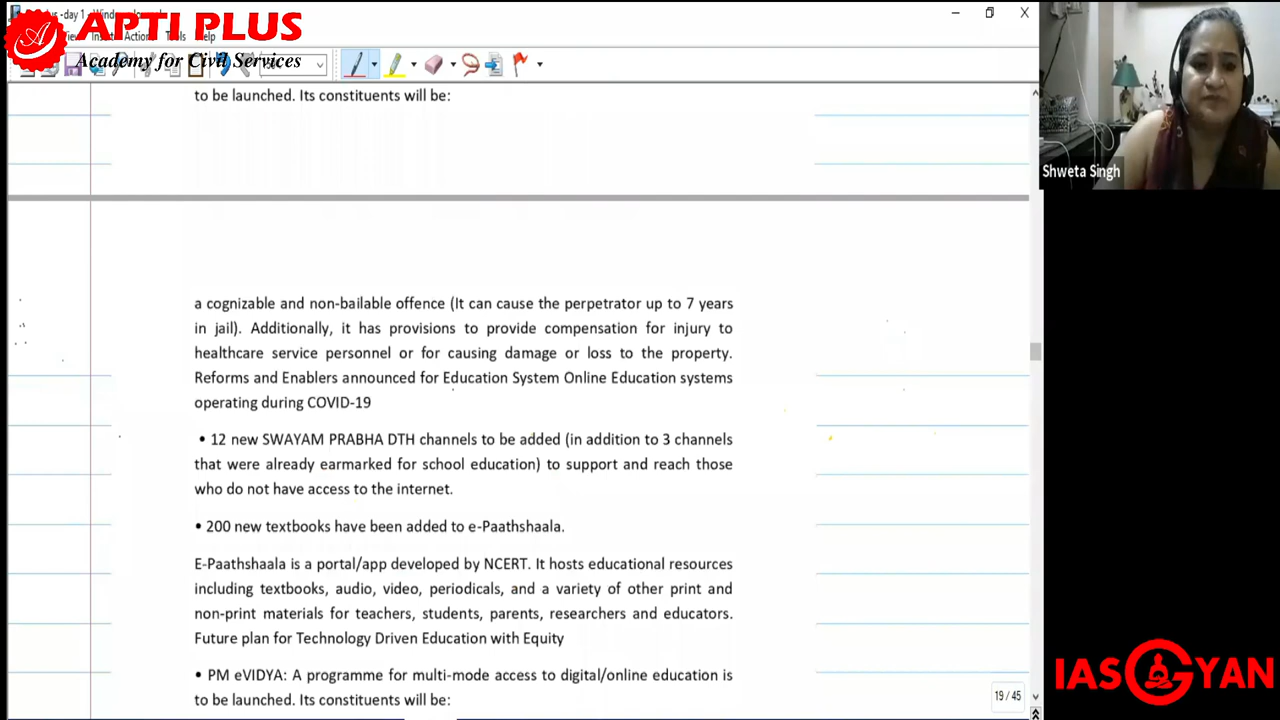 APTI PLUS
Academy for Civil Services
to be launched. Its constituents will be:
a cognizable and non-bailable offence (It can cause the perpetrator up to 7 years
in jail). Additionally, it has provisions to provide compensation for injury to
healthcare service personnel or for causing damage or loss to the property.
Reforms and Enablers announced for Education System Online Education systems
operating during COVID-19
• 12 new SWAYAM PRABHA DTH channels to be added (in addition to 3 channels
that were already earmarked for school education) to support and reach those
who do not have access to the internet.
• 200 new textbooks have been added to e-Paathshaala.
E-Paathshaala is a portal/app developed by NCERT. It hosts educational resources
including textbooks, audio, video, periodicals, and a variety of other print and
non-print materials for teachers, students, parents, researchers and educators.
Future plan for Technology Driven Education with Equity
• PM eVIDYA: A programme for multi-mode access to digital/online education is
to be launched. Its constituents will be:
19 / 45
Shweta Singh
IAS GYAN